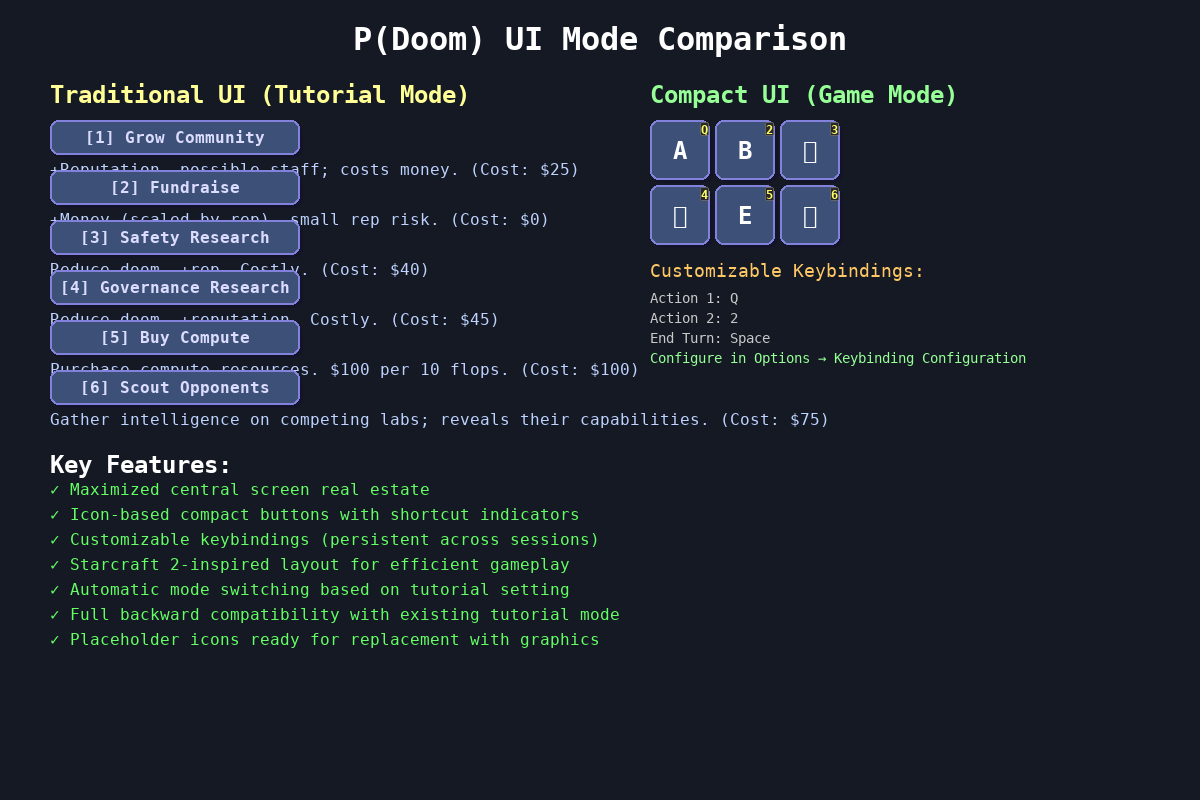 P(Doom) UI Mode Comparison
Traditional UI (Tutorial Mode)
[1] Grow Community
+Reputation, possible staff; costs money. (Cost: $25)
[2] Fundraise
+Money (scaled by rep), small rep risk. (Cost: $0)
[3] Safety Research
Reduce doom, +rep. Costly. (Cost: $40)
[4] Governance Research
Reduce doom, +reputation. Costly. (Cost: $45)
[5] Buy Compute
Purchase compute resources. $100 per 10 flops. (Cost: $100)
[6] Scout Opponents
Gather intelligence on competing labs; reveals their capabilities. (Cost: $75)
Compact UI (Game Mode)
A Q B 2 3
4 E 5 6
Customizable Keybindings:
Action 1: Q
Action 2: 2
End Turn: Space
Configure in Options → Keybinding Configuration
Key Features:
✓ Maximized central screen real estate
✓ Icon-based compact buttons with shortcut indicators
✓ Customizable keybindings (persistent across sessions)
✓ Starcraft 2-inspired layout for efficient gameplay
✓ Automatic mode switching based on tutorial setting
✓ Full backward compatibility with existing tutorial mode
✓ Placeholder icons ready for replacement with graphics